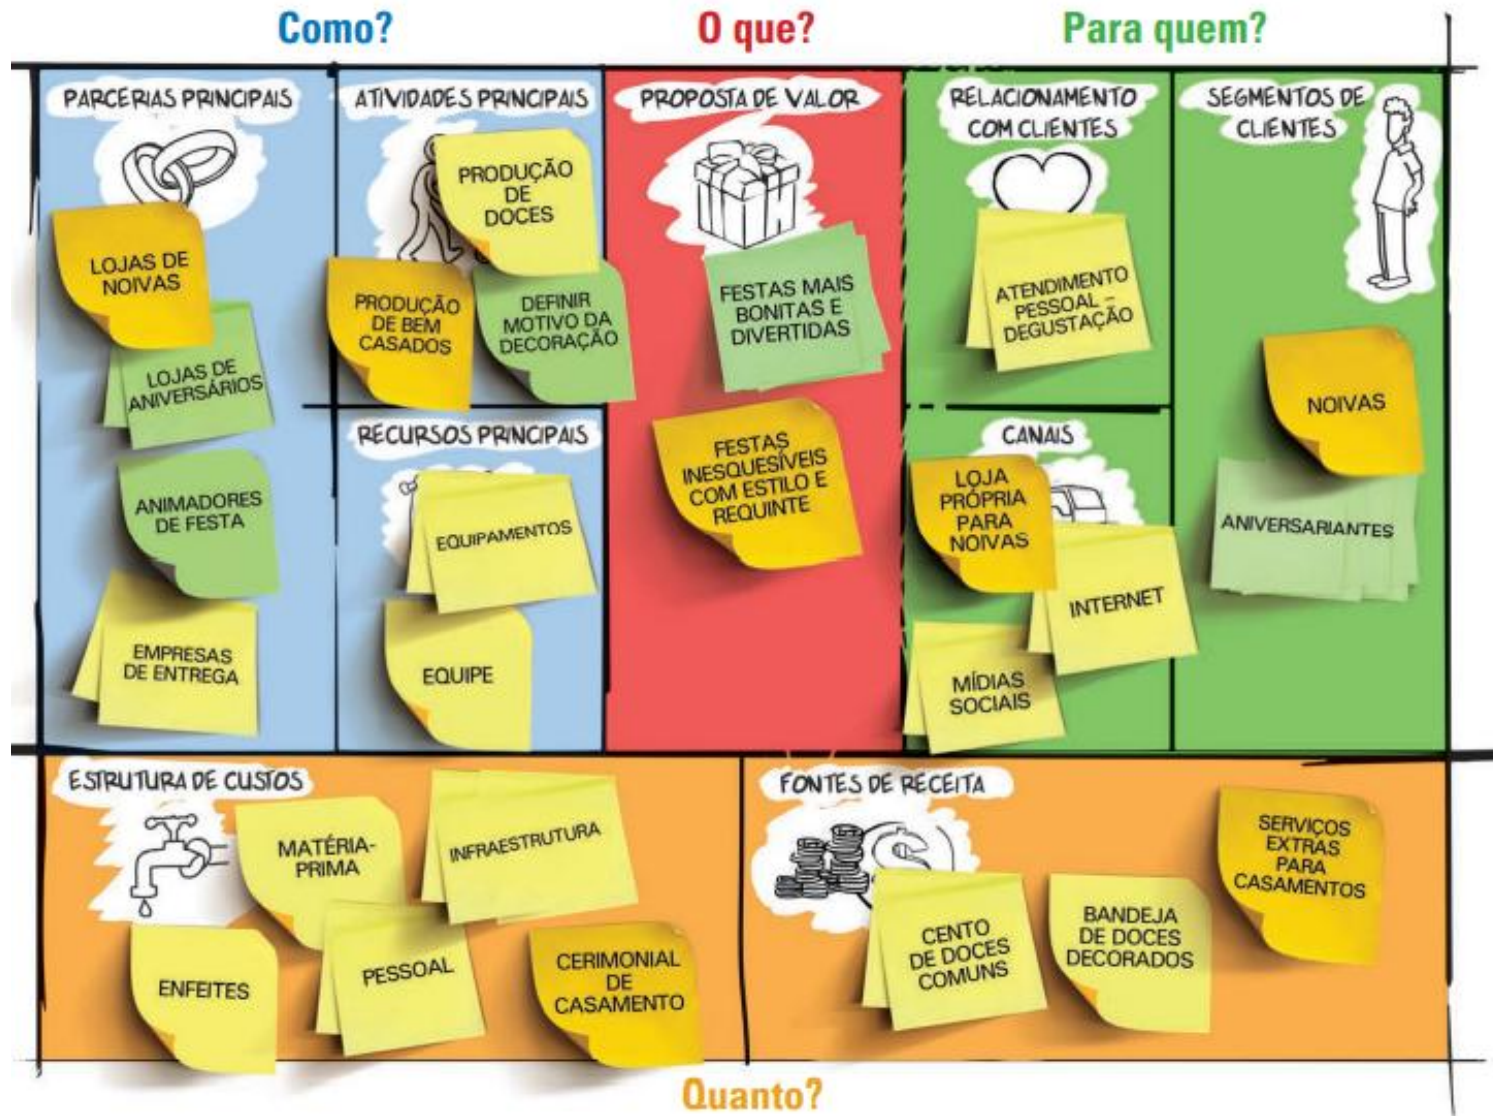 Como?
O que?
Para quem?
PARCERIAS PRINCIPAIS
LOJAS DE
NOIVAS
LOJAS DE
ANIVERSÁRIOS
ANIMADORES
DE FESTA
EMPRESAS
DE ENTREGA
ATIVIDADES PRINCIPAIS
PRODUÇÃO
DE
DOCES
PRODUÇÃO
DE BEM
CASADOS
DEFINIR
MOTIVO DA
DECORAÇÃO
RECURSOS PRINCIPAIS
EQUIPAMENTOS
EQUIPE
PROPOSTA DE VALOR
FESTAS MAIS
BONITAS E
DIVERTIDAS
FESTAS
INESQUESÍVEIS
COM ESTILO E
REQUINTE
RELACIONAMENTO
COM CLIENTES
ATENDIMENTO
PESSOAL –
DEGUSTAÇÃO
CANAIS
LOJA
PRÓPRIA
PARA
NOIVAS
INTERNET
MÍDIAS
SOCIAIS
SEGMENTOS DE
CLIENTES
NOIVAS
ANIVERSARIANTES
ESTRUTURA DE CUSTOS
MATÉRIA-
PRIMA
INFRAESTRUTURA
ENFEITES
PESSOAL
CERIMONIAL
DE
CASAMENTO
FONTES DE RECEITA
CENTO
DE DOCES
COMUNS
BANDEJA
DE DOCES
DECORADOS
SERVIÇOS
EXTRAS
PARA
CASAMENTOS
Quanto?